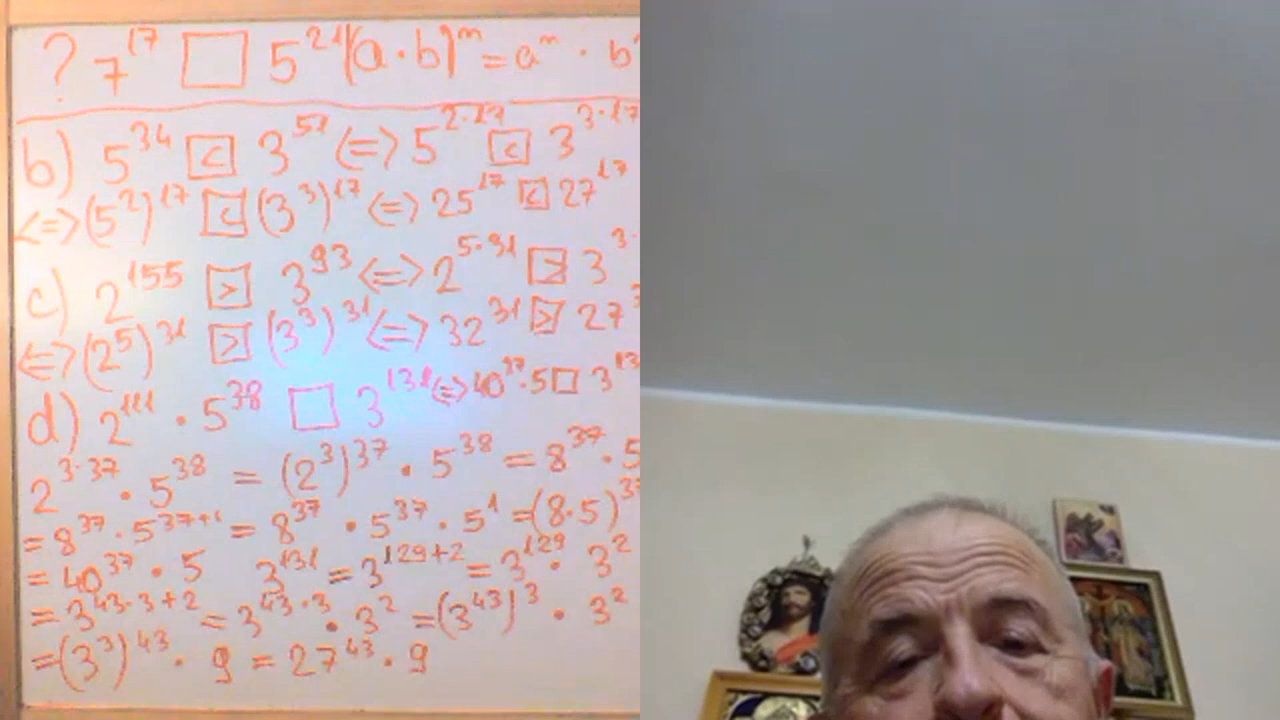 ? 7^17 □ 5^21 (a·b)^m = a^m · b
b) 5^34 < 3^51 <=> 5^2·17 < 3^3·17
<=> (5^2)^17 < (3^3)^17 <=> 25^17 < 27^17
c) 2^155 > 3^93 <=> 2^5·31 > 3^3·
<=> (2^5)^31 > (3^3)^31 <=> 32^31 > 27^3
d) 2^111 · 5^38 □ 3^131 <=> 40^37·5 □ 3^13
2^3·37 · 5^38 = (2^3)^37 · 5^38 = 8^37 · 5
= 8^37 · 5^37+1 = 8^37 · 5^37 · 5^1 = (8·5)^37
= 40^37 · 5 3^131 = 3^129+2 = 3^129 · 3^2
= 3^43·3+2 = 3^43·3 · 3^2 = (3^43)^3 · 3^2
= (3^3)^43 · 9 = 27^43 · 9